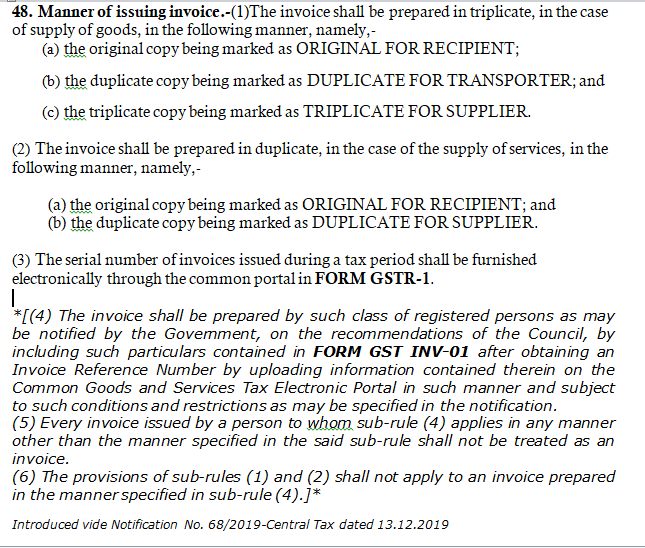 48. Manner of issuing invoice.-(1)The invoice shall be prepared in triplicate, in the case
of supply of goods, in the following manner, namely,-
(a) the original copy being marked as ORIGINAL FOR RECIPIENT;
(b) the duplicate copy being marked as DUPLICATE FOR TRANSPORTER; and
(c) the triplicate copy being marked as TRIPLICATE FOR SUPPLIER.
(2) The invoice shall be prepared in duplicate, in the case of the supply of services, in the
following manner, namely,-
(a) the original copy being marked as ORIGINAL FOR RECIPIENT; and
(b) the duplicate copy being marked as DUPLICATE FOR SUPPLIER.
(3) The serial number of invoices issued during a tax period shall be furnished
electronically through the common portal in FORM GSTR-1.
*[(4) The invoice shall be prepared by such class of registered persons as may
be notified by the Government, on the recommendations of the Council, by
including such particulars contained in FORM GST INV-01 after obtaining an
Invoice Reference Number by uploading information contained therein on the
Common Goods and Services Tax Electronic Portal in such manner and subject
to such conditions and restrictions as may be specified in the notification.
(5) Every invoice issued by a person to whom sub-rule (4) applies in any manner
other than the manner specified in the said sub-rule shall not be treated as an
invoice.
(6) The provisions of sub-rules (1) and (2) shall not apply to an invoice prepared
in the manner specified in sub-rule (4).]*
Introduced vide Notification No. 68/2019-Central Tax dated 13.12.2019